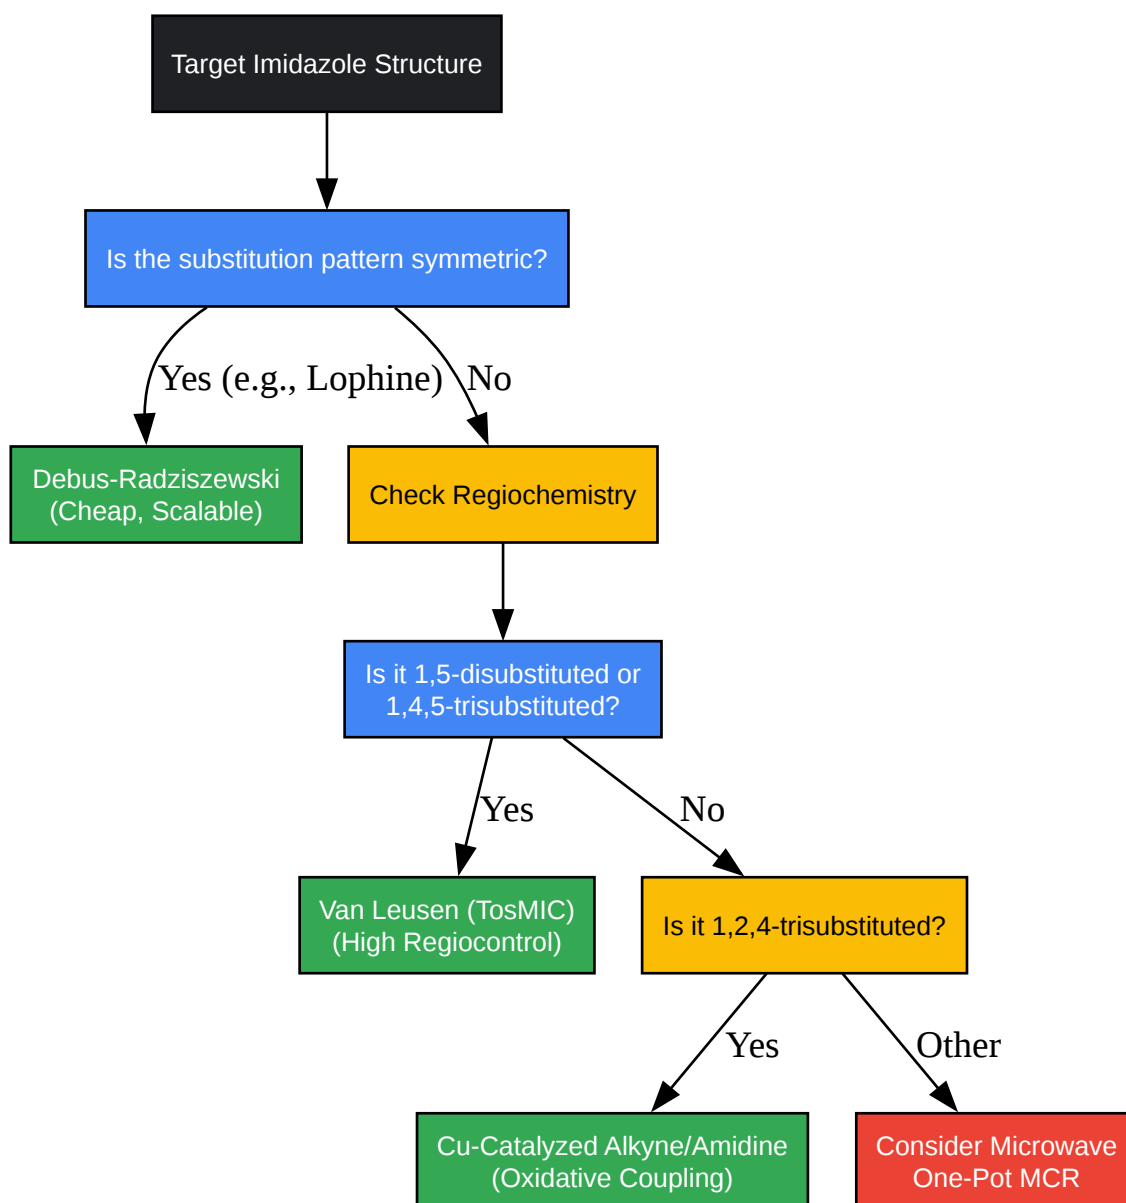 Target Imidazole Structure
Is the substitution pattern symmetric?
Yes (e.g., Lophine)
No
Debus-Radziszewski
(Cheap, Scalable)
Check Regiochemistry
Is it 1,5-disubstituted or
1,4,5-trisubstituted?
Yes
No
Van Leusen (TosMIC)
(High Regiocontrol)
Is it 1,2,4-trisubstituted?
Yes
Other
Cu-Catalyzed Alkyne/Amidine
(Oxidative Coupling)
Consider Microwave
One-Pot MCR